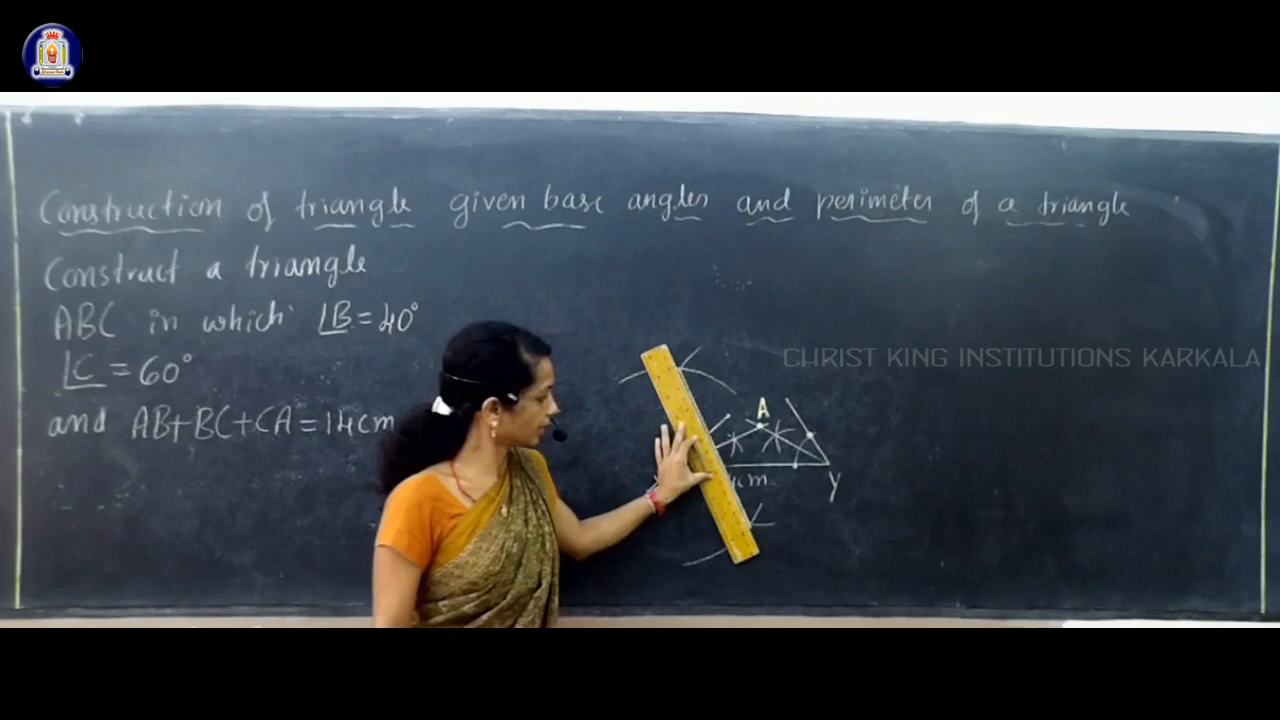 Construction of triangle given base angles and perimeter of a triangle
Construct a triangle
ABC in which ∠B = 40°
∠C = 60°
and AB+BC+CA = 14cm
CHRIST KING INSTITUTIONS KARKALA
A
cm
Y